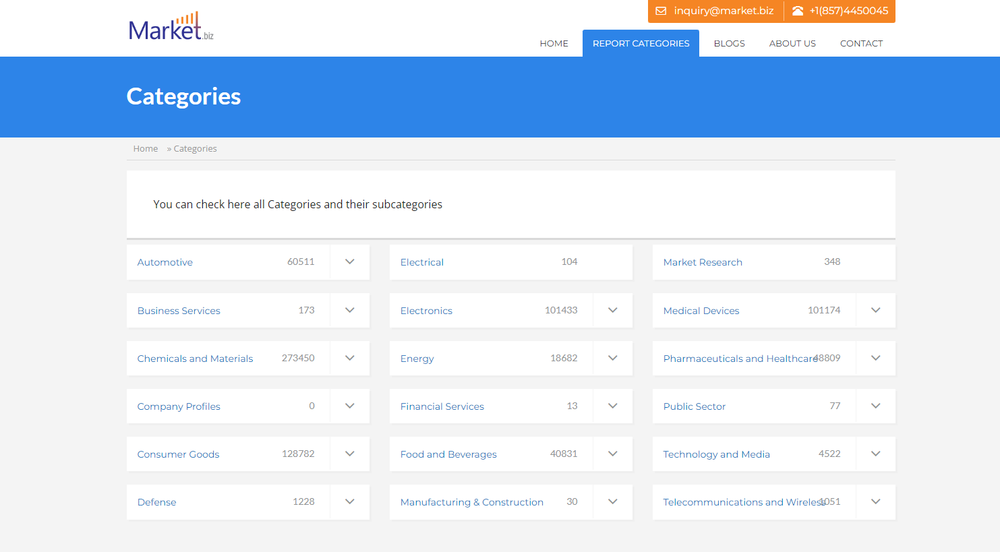 Market.biz
inquiry@market.biz
+1(857)4450045
HOME
REPORT CATEGORIES
BLOGS
ABOUT US
CONTACT
Categories
Home » Categories
You can check here all Categories and their subcategories
Automotive 60511
Electrical 104
Market Research 348
Business Services 173
Electronics 101433
Medical Devices 101174
Chemicals and Materials 273450
Energy 18682
Pharmaceuticals and Healthcare 48809
Company Profiles 0
Financial Services 13
Public Sector 77
Consumer Goods 128782
Food and Beverages 40831
Technology and Media 4522
Defense 1228
Manufacturing & Construction 30
Telecommunications and Wireless 1051